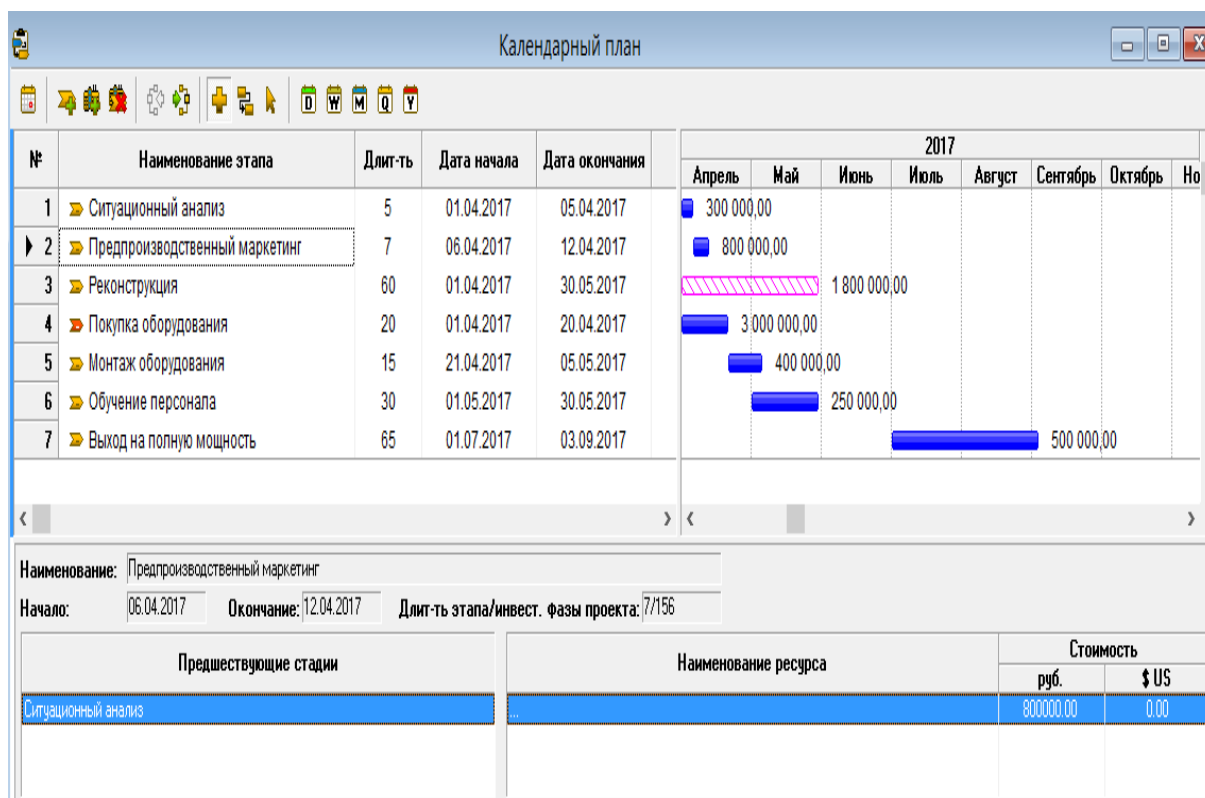 Календарный план
D W M Q Y
№ Наименование этапа Длит-ть Дата начала Дата окончания 2017
Апрель Май Июнь Июль Август Сентябрь Октябрь Но
1 Ситуационный анализ 5 01.04.2017 05.04.2017 300 000,00
2 Предпроизводственный маркетинг 7 06.04.2017 12.04.2017 800 000,00
3 Реконструкция 60 01.04.2017 30.05.2017 1 800 000,00
4 Покупка оборудования 20 01.04.2017 20.04.2017 3 000 000,00
5 Монтаж оборудования 15 21.04.2017 05.05.2017 400 000,00
6 Обучение персонала 30 01.05.2017 30.05.2017 250 000,00
7 Выход на полную мощность 65 01.07.2017 03.09.2017 500 000,00
Наименование: Предпроизводственный маркетинг
Начало: 06.04.2017 Окончание: 12.04.2017 Длит-ть этапа/инвест. фазы проекта: 7/156
Предшествующие стадии Наименование ресурса Стоимость
руб. $ US
Ситуационный анализ ... 800000.00 0.00